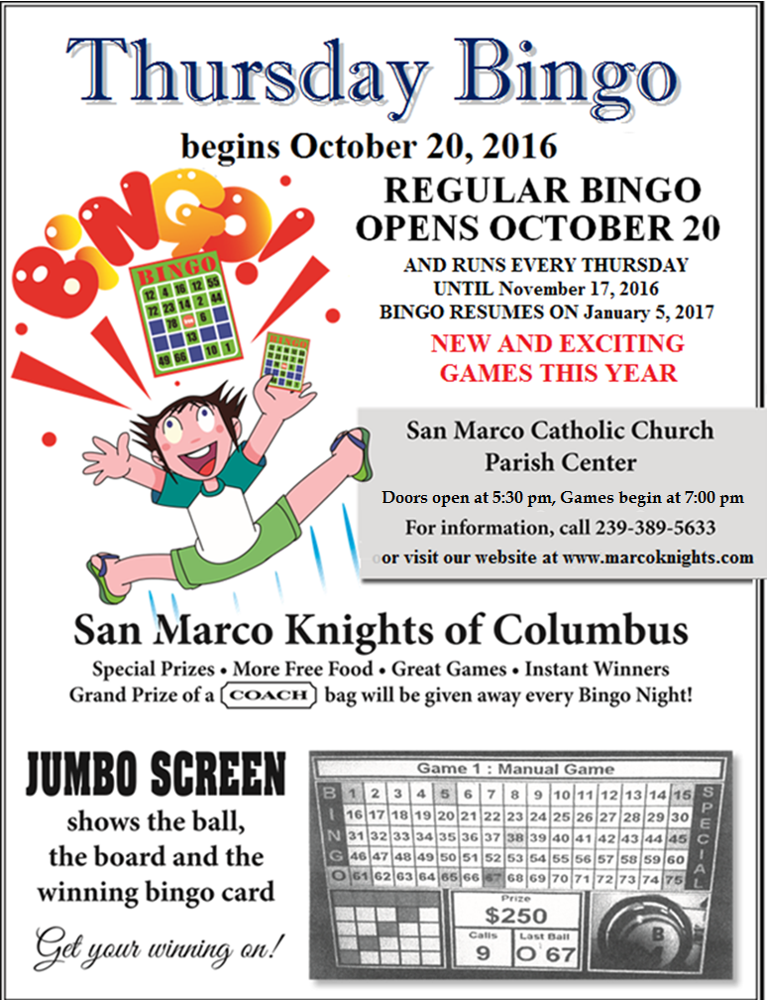 Thursday Bingo
begins October 20, 2016
BiNGO!
REGULAR BINGO
OPENS OCTOBER 20
AND RUNS EVERY THURSDAY
UNTIL November 17, 2016
BINGO RESUMES ON January 5, 2017
NEW AND EXCITING
GAMES THIS YEAR
BINGO
12 4 16 12 55
72 23 14 2 44
78 6
13
49 66 10 1
BINGO
San Marco Catholic Church
Parish Center
Doors open at 5:30 pm, Games begin at 7:00 pm
For information, call 239-389-5633
oor visit our website at www.marcoknights.com
San Marco Knights of Columbus
Special Prizes • More Free Food • Great Games • Instant Winners
Grand Prize of a COACH bag will be given away every Bingo Night!
JUMBO SCREEN
shows the ball,
the board and the
winning bingo card
Get your winning on!
Game 1 : Manual Game
B 1 2 3 4 5 6 7 8 9 10 11 12 13 14 15
I 16 17 18 19 20 21 22 23 24 25 26 27 28 29 30
N 31 32 33 34 35 36 37 38 39 40 41 42 43 44 45
G 46 47 48 49 50 51 52 53 54 55 56 57 58 59 60
O 61 62 63 64 65 66 67 68 69 70 71 72 73 74 75
SPECIAL
Prize
$250
Calls
9
Last Ball
O 67
B